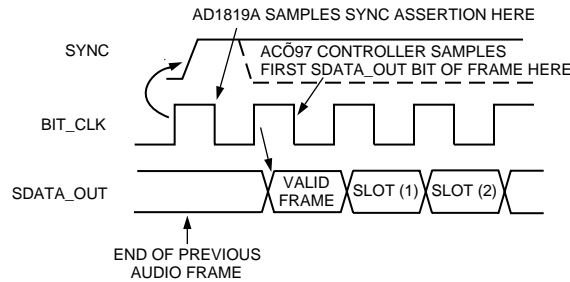 AD1819A SAMPLES SYNC ASSERTION HERE
SYNC
ACÕ97 CONTROLLER SAMPLES
FIRST SDATA_OUT BIT OF FRAME HERE
BIT_CLK
SDATA_OUT
VALID
FRAME
SLOT (1)
SLOT (2)
END OF PREVIOUS
AUDIO FRAME